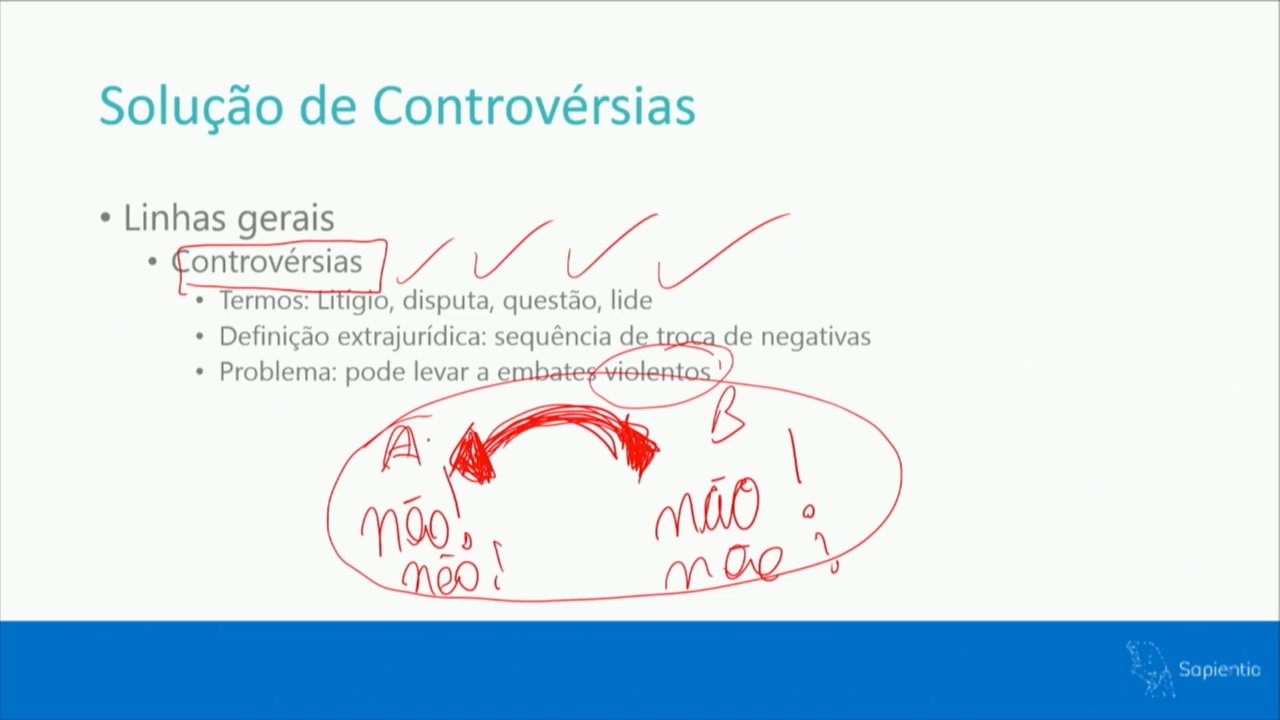 Solução de Controvérsias
• Linhas gerais
• Controvérsias
• Termos: Litígio, disputa, questão, lide
• Definição extrajurídica: sequência de troca de negativas
• Problema: pode levar a embates violentos
A. B
não! não!
não! não!
Sapientia